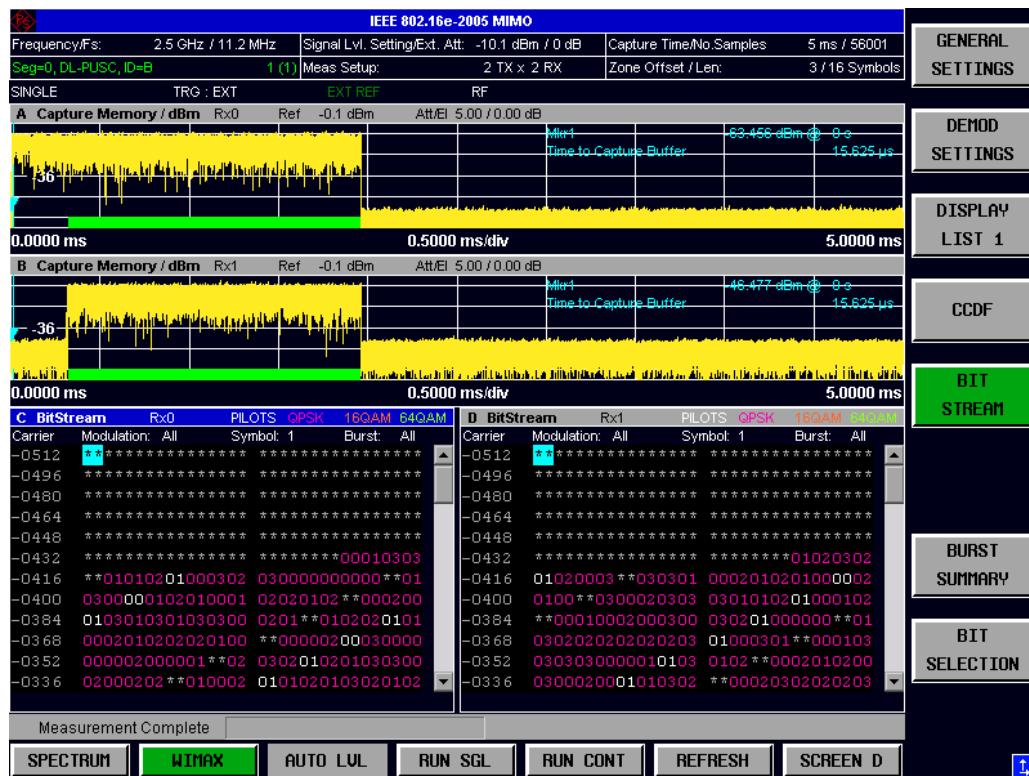 IEEE 802.16e-2005 MIMO
Frequency/Fs: 2.5 GHz / 11.2 MHz Signal Lvl. Setting/Ext. Att: -10.1 dBm / 0 dB Capture Time/No.Samples 5 ms / 56001
Seg=0, DL-PUSC, ID=B 1 (1) Meas Setup: 2 TX x 2 RX Zone Offset / Len: 3 / 16 Symbols
SINGLE TRG : EXT EXT REF RF
A Capture Memory / dBm Rx0 Ref -0.1 dBm Att/El 5.00 / 0.00 dB
Mkr1 -63.456 dBm @ 0 s
Time to Capture Buffer 15.625 µs
-36
0.0000 ms 0.5000 ms/div 5.0000 ms
B Capture Memory / dBm Rx1 Ref -0.1 dBm Att/El 5.00 / 0.00 dB
Mkr1 -46.477 dBm @ 0 s
Time to Capture Buffer 15.625 µs
-36
0.0000 ms 0.5000 ms/div 5.0000 ms
C BitStream Rx0 PILOTS QPSK 16QAM 64QAM
Carrier Modulation: All Symbol: 1 Burst: All
-0512 **************** ****************
-0496 **************** ****************
-0480 **************** ****************
-0464 **************** ****************
-0448 **************** ****************
-0432 **************** ********00010303
-0416 **01010201000302 030000000000**01
-0400 0300000102010001 02020102**000200
-0384 0103010301030300 0201**0102020101
-0368 0002010202020100 **00000200030000
-0352 000002000001**02 0302010201030300
-0336 02000202**010002 0101020103020102
D BitStream Rx1 PILOTS QPSK 16QAM 64QAM
Carrier Modulation: All Symbol: 1 Burst: All
-0512 **************** ****************
-0496 **************** ****************
-0480 **************** ****************
-0464 **************** ****************
-0448 **************** ****************
-0432 **************** ********01020302
-0416 01020003**030301 0002010201000002
-0400 0100**0300020303 0301010201000102
-0384 **00010002000300 030201000000**01
-0368 0302020202020203 01000301**000103
-0352 0303030000010103 0102**0002010200
-0336 0300020001010302 **00020302020203
Measurement Complete
SPECTRUM WIMAX AUTO LVL RUN SGL RUN CONT REFRESH SCREEN D
GENERAL
SETTINGS
DEMOD
SETTINGS
DISPLAY
LIST 1
CCDF
BIT
STREAM
BURST
SUMMARY
BIT
SELECTION